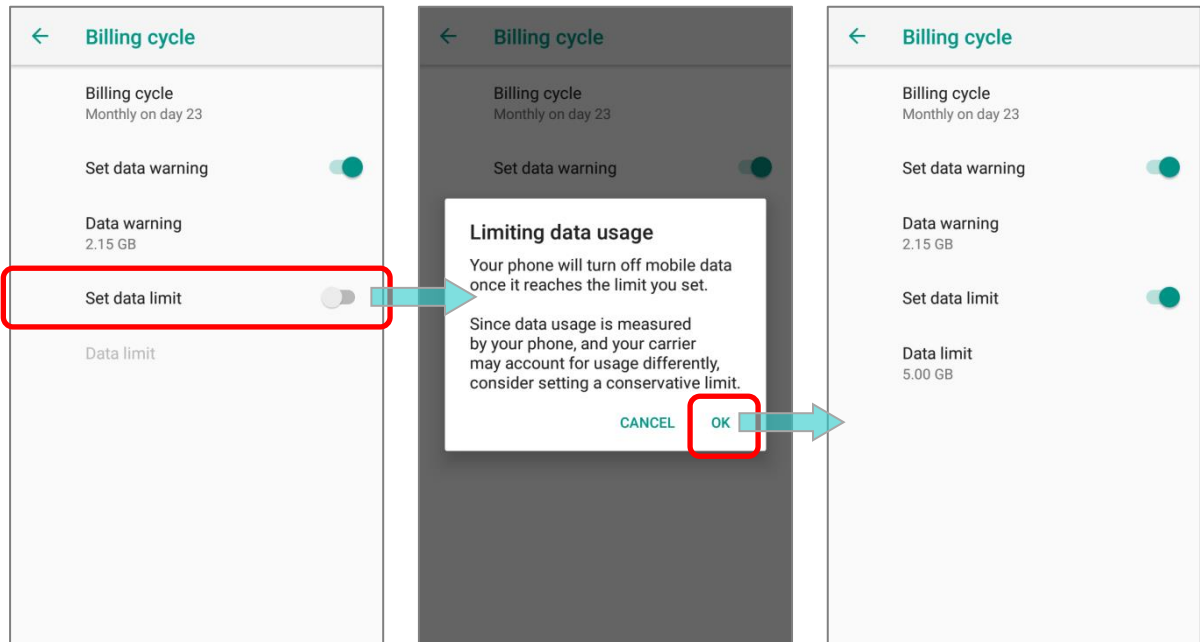 Billing cycle
Billing cycle
Monthly on day 23
Set data warning
Data warning
2.15 GB
Set data limit
Data limit
Billing cycle
Billing cycle
Monthly on day 23
Set data warning
Limiting data usage
Your phone will turn off mobile data
once it reaches the limit you set.
Since data usage is measured
by your phone, and your carrier
may account for usage differently,
consider setting a conservative limit.
CANCEL OK
Billing cycle
Billing cycle
Monthly on day 23
Set data warning
Data warning
2.15 GB
Set data limit
Data limit
5.00 GB